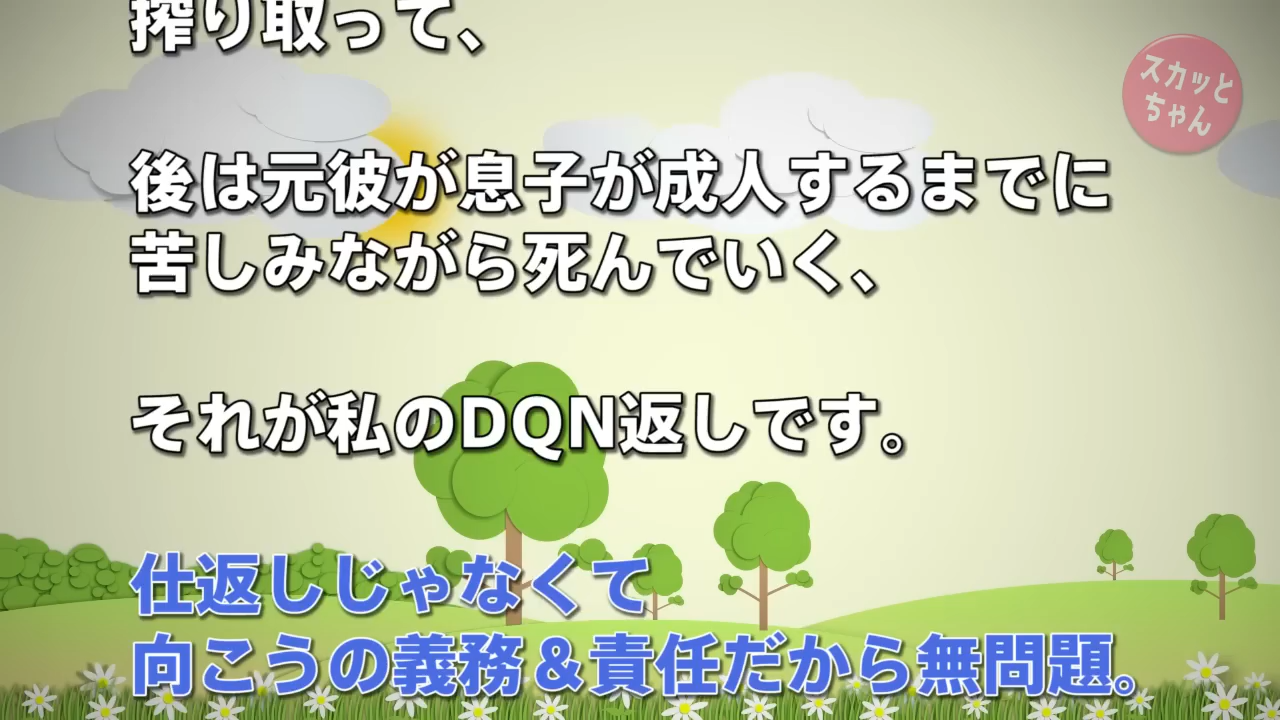 搾り取って、
スカッと
ちゃん
後は元彼が息子が成人するまでに
苦しみながら死んでいく、
それが私のDQN返しです。
仕返しじゃなくて
向こうの義務＆責任だから無問題。